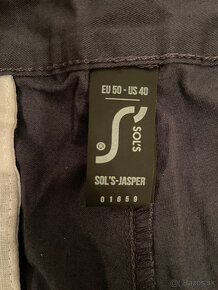 EU 50 - US 40
SOL'S
®
SOL'S-JASPER
01659
bazos.sk